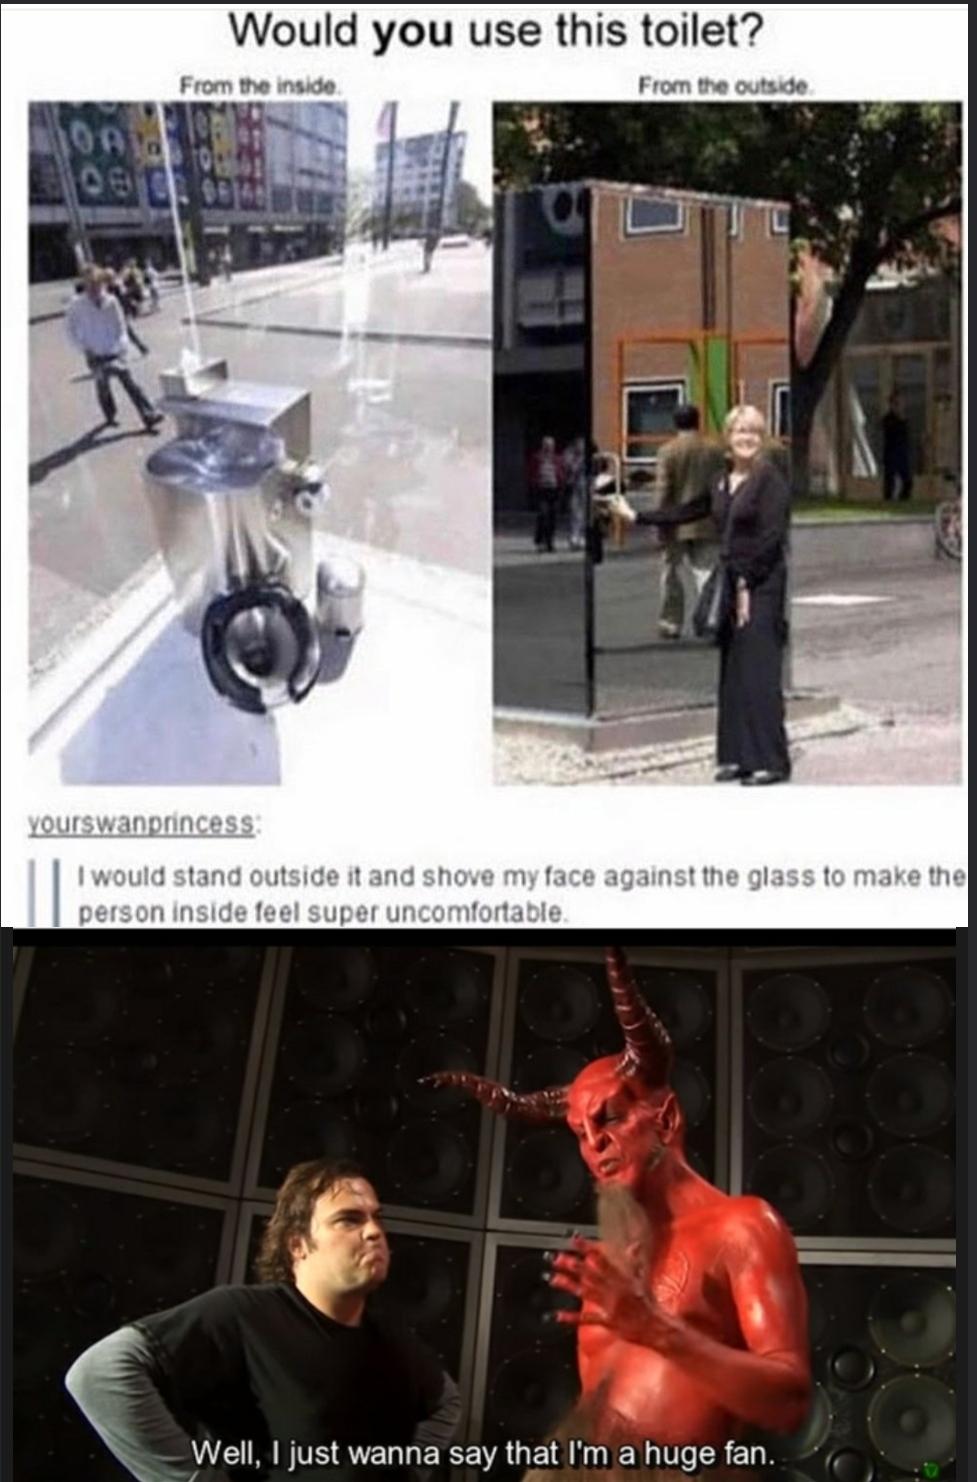 Would you use this toilet?
From the inside.
From the outside.
yourswanprincess:
I would stand outside it and shove my face against the glass to make the
person inside feel super uncomfortable.
Well, I just wanna say that I'm a huge fan.